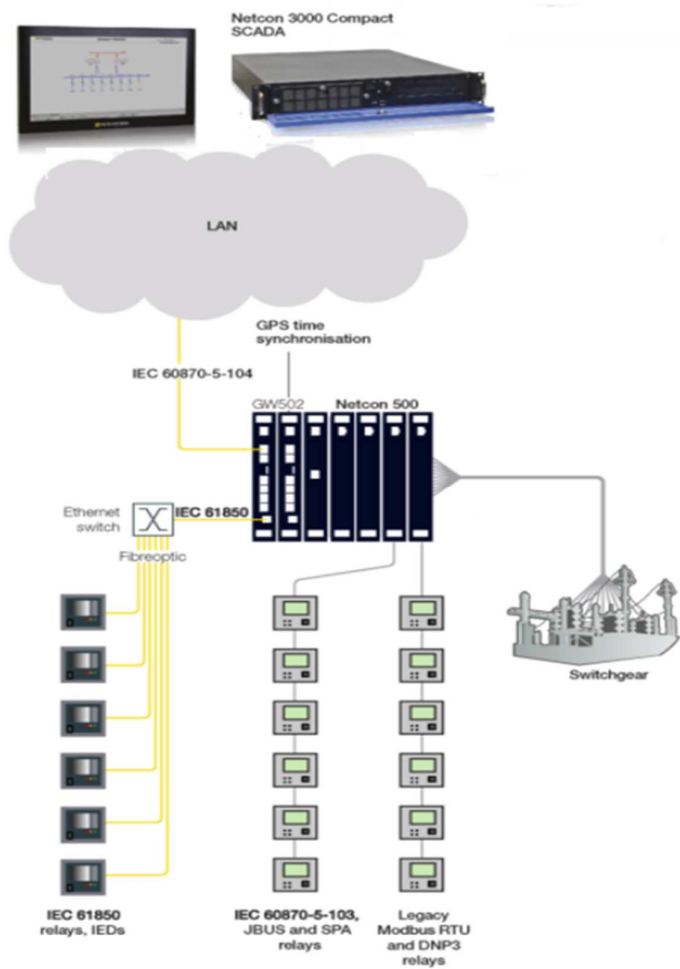 Netcon 3000 Compact
SCADA
LAN
GPS time
synchronisation
IEC 60870-5-104
GW502
Netcon 500
Ethernet
switch
IEC 61850
Fibreoptic
Switchgear
IEC 61850
relays, IEDs
IEC 60870-5-103,
JBUS and SPA
relays
Legacy
Modbus RTU
and DNP3
relays